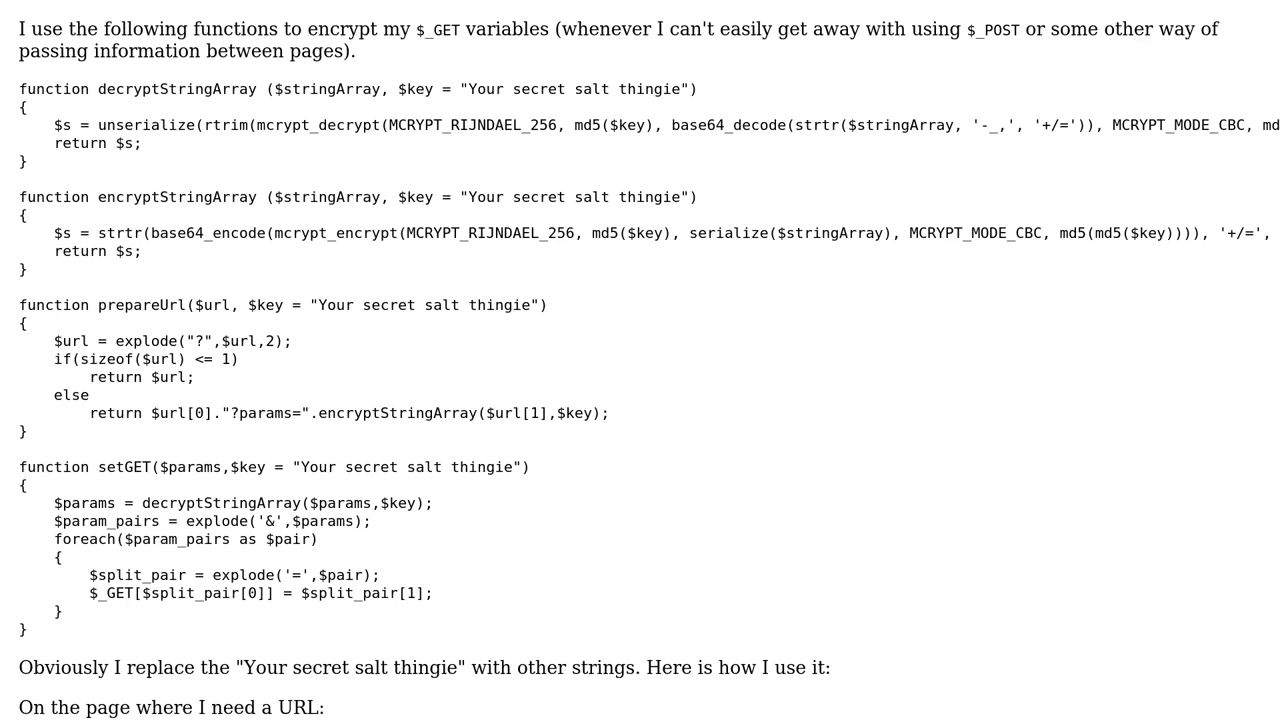 I use the following functions to encrypt my $_GET variables (whenever I can't easily get away with using $_POST or some other way of
passing information between pages).
function decryptStringArray ($stringArray, $key = "Your secret salt thingie")
{
    $s = unserialize(rtrim(mcrypt_decrypt(MCRYPT_RIJNDAEL_256, md5($key), base64_decode(strtr($stringArray, '-_,', '+/=')), MCRYPT_MODE_CBC, md
    return $s;
}
function encryptStringArray ($stringArray, $key = "Your secret salt thingie")
{
    $s = strtr(base64_encode(mcrypt_encrypt(MCRYPT_RIJNDAEL_256, md5($key), serialize($stringArray), MCRYPT_MODE_CBC, md5(md5($key)))), '+/=',
    return $s;
}
function prepareUrl($url, $key = "Your secret salt thingie")
{
    $url = explode("?",$url,2);
    if(sizeof($url) <= 1)
        return $url;
    else
        return $url[0]."?params=".encryptStringArray($url[1],$key);
}
function setGET($params,$key = "Your secret salt thingie")
{
    $params = decryptStringArray($params,$key);
    $param_pairs = explode('&',$params);
    foreach($param_pairs as $pair)
    {
        $split_pair = explode('=',$pair);
        $_GET[$split_pair[0]] = $split_pair[1];
    }
}
Obviously I replace the "Your secret salt thingie" with other strings. Here is how I use it:
On the page where I need a URL: